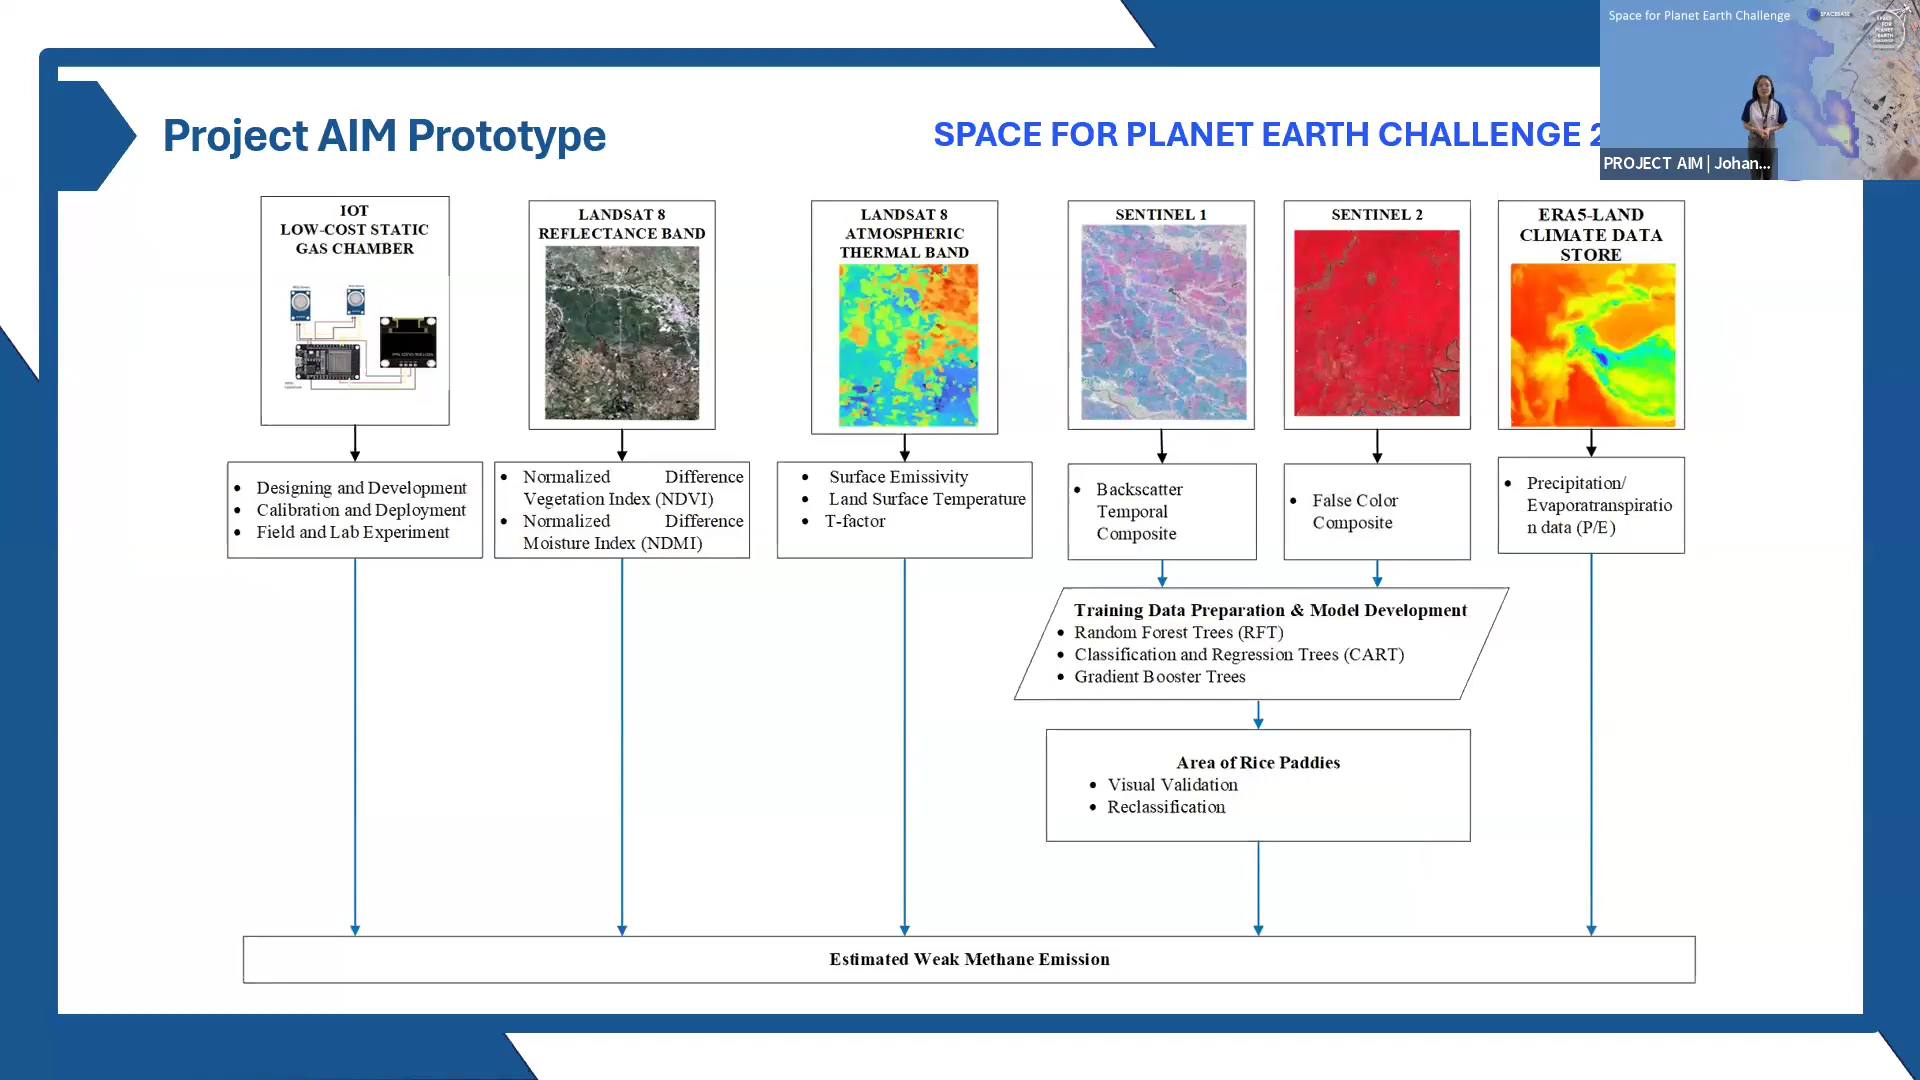 Space for Planet Earth Challenge
SPACEBASE
SPACE
FOR
PLANET
EARTH
Project AIM Prototype
SPACE FOR PLANET EARTH CHALLENGE 2
PROJECT AIM | Johan...
IOT
LOW-COST STATIC
GAS CHAMBER
LANDSAT 8
REFLECTANCE BAND
LANDSAT 8
ATMOSPHERIC
THERMAL BAND
SENTINEL 1
SENTINEL 2
ERA5-LAND
CLIMATE DATA
STORE
• Designing and Development
• Calibration and Deployment
• Field and Lab Experiment
• Normalized Difference
Vegetation Index (NDVI)
• Normalized Difference
Moisture Index (NDMI)
• Surface Emissivity
• Land Surface Temperature
• T-factor
• Backscatter
Temporal
Composite
• False Color
Composite
• Precipitation/
Evaporatranspiratio
n data (P/E)
Training Data Preparation & Model Development
• Random Forest Trees (RFT)
• Classification and Regression Trees (CART)
• Gradient Booster Trees
Area of Rice Paddies
• Visual Validation
• Reclassification
Estimated Weak Methane Emission